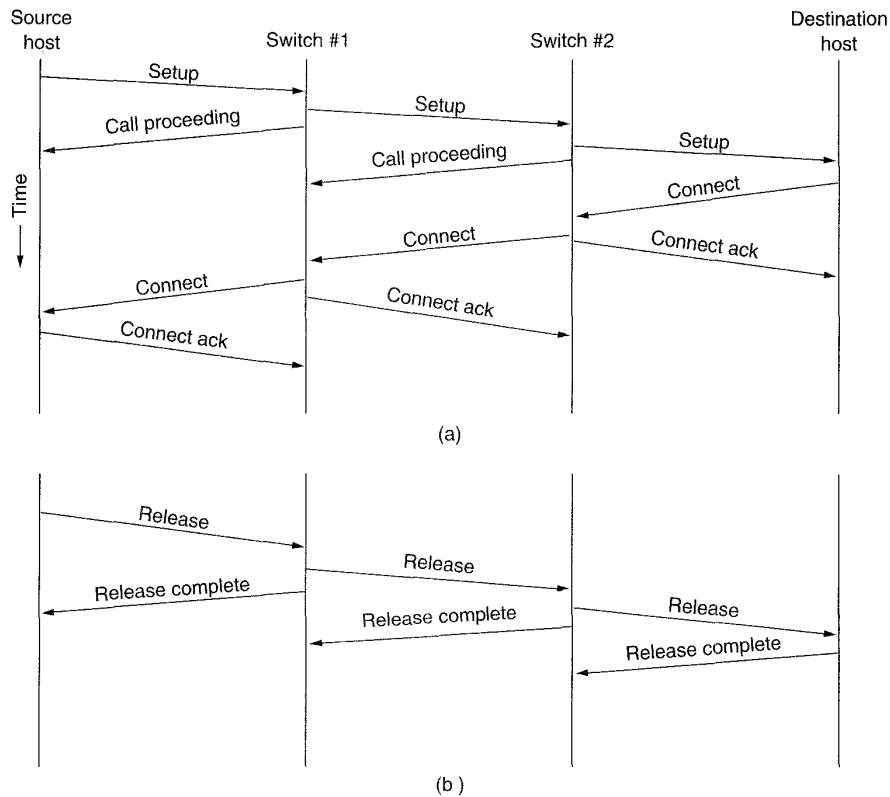 Source
host
Switch #1
Switch #2
Destination
host
Setup
Setup
Call proceeding
Setup
Call proceeding
Connect
Time
Connect
Connect ack
Connect
Connect ack
Connect ack
(a)
Release
Release
Release complete
Release
Release complete
Release complete
(b )